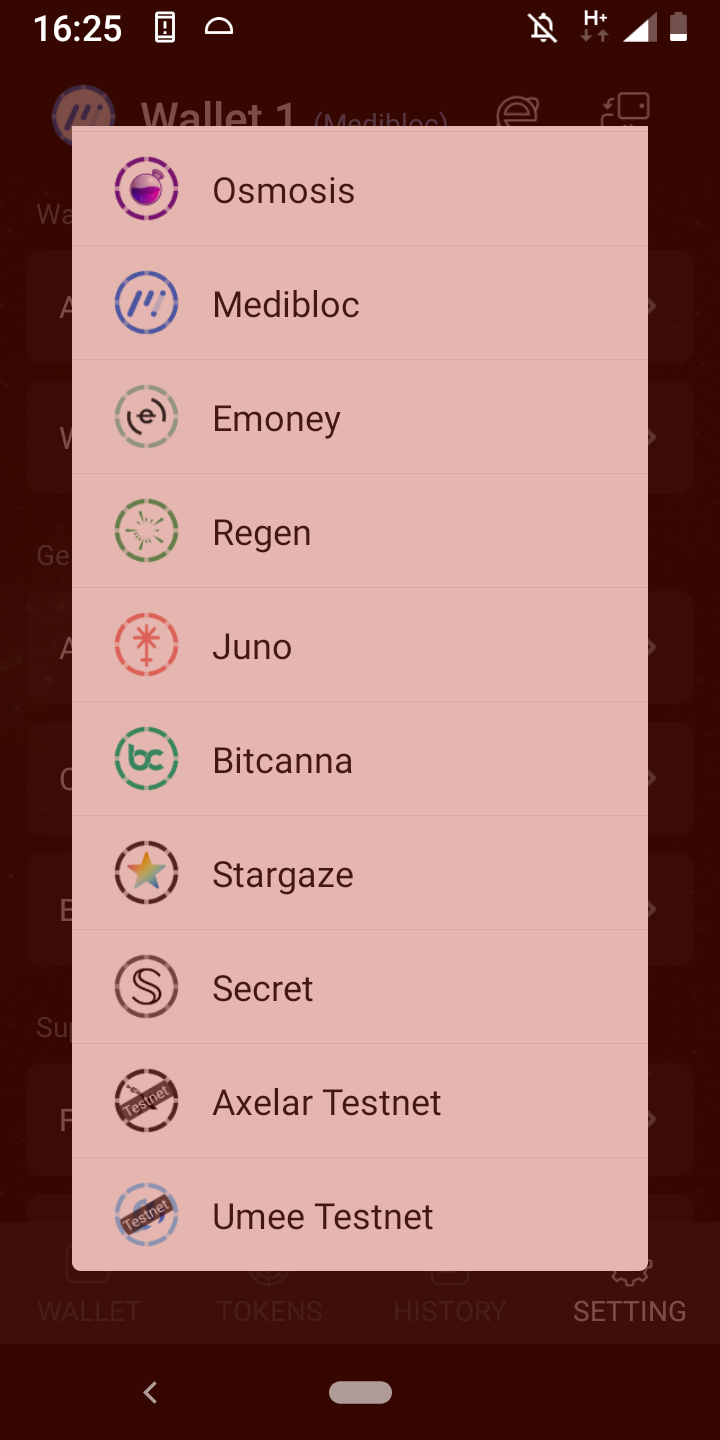 16:25
H+
Wallet 1 (Medibloc)
Osmosis
Medibloc
Emoney
Regen
Juno
bc
Bitcanna
Stargaze
S
Secret
Testnet
Axelar Testnet
Testnet
Umee Testnet
WALLET
TOKENS
HISTORY
SETTING